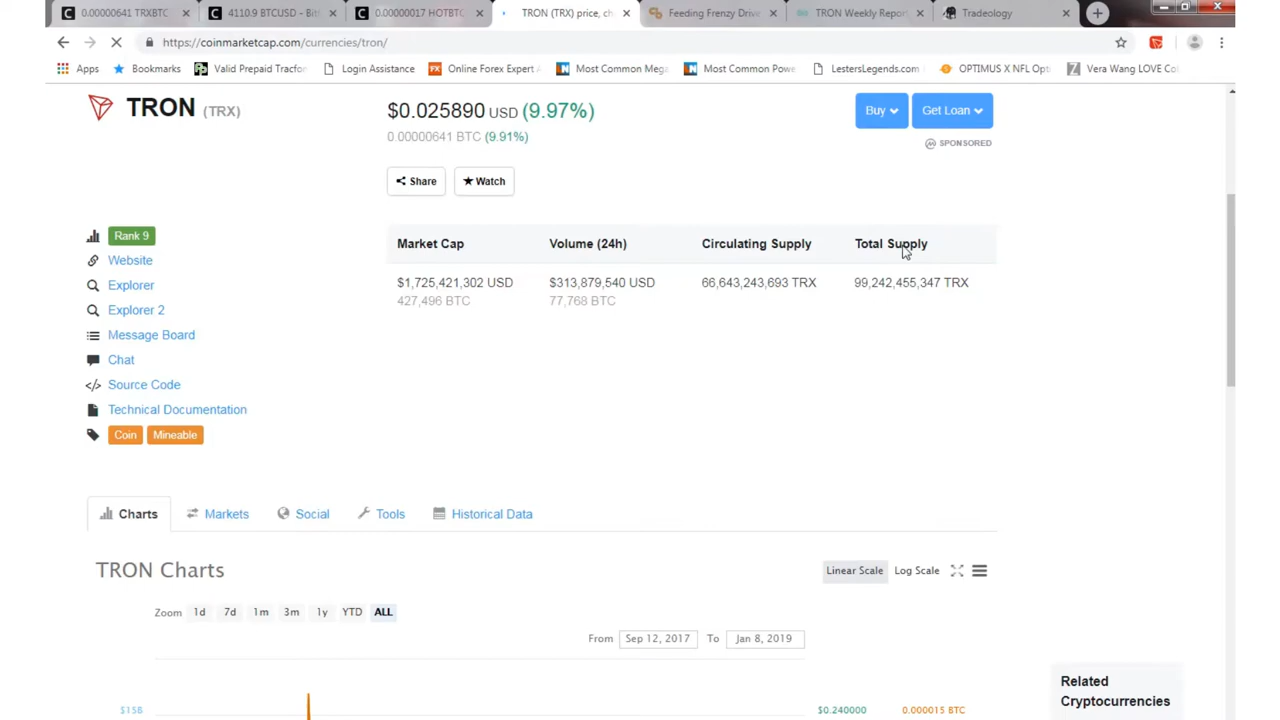 0.00000641 TRXBTC
4110.9 BTCUSD - Bit
0.00000017 HOTBTC
TRON (TRX) price, ch
Feeding Frenzy Drive
TRON Weekly Report
Tradeology
https://coinmarketcap.com/currencies/tron/
Apps
Bookmarks
Valid Prepaid Tracfor
Login Assistance
Online Forex Expert A
Most Common Mega
Most Common Powe
LestersLegends.com
OPTIMUS X NFL Opti
Vera Wang LOVE Co
TRON (TRX)
$0.025890 USD (9.97%)
0.00000641 BTC (9.91%)
Buy
Get Loan
SPONSORED
Share
Watch
Rank 9
Website
Explorer
Explorer 2
Message Board
Chat
Source Code
Technical Documentation
Coin Mineable
Market Cap Volume (24h) Circulating Supply Total Supply
$1,725,421,302 USD $313,879,540 USD 66,643,243,693 TRX 99,242,455,347 TRX
427,496 BTC 77,768 BTC
Charts Markets Social Tools Historical Data
TRON Charts
Linear Scale Log Scale
Zoom 1d 7d 1m 3m 1y YTD ALL
From Sep 12, 2017 To Jan 8, 2019
$15B $0.240000 0.000015 BTC
Related
Cryptocurrencies